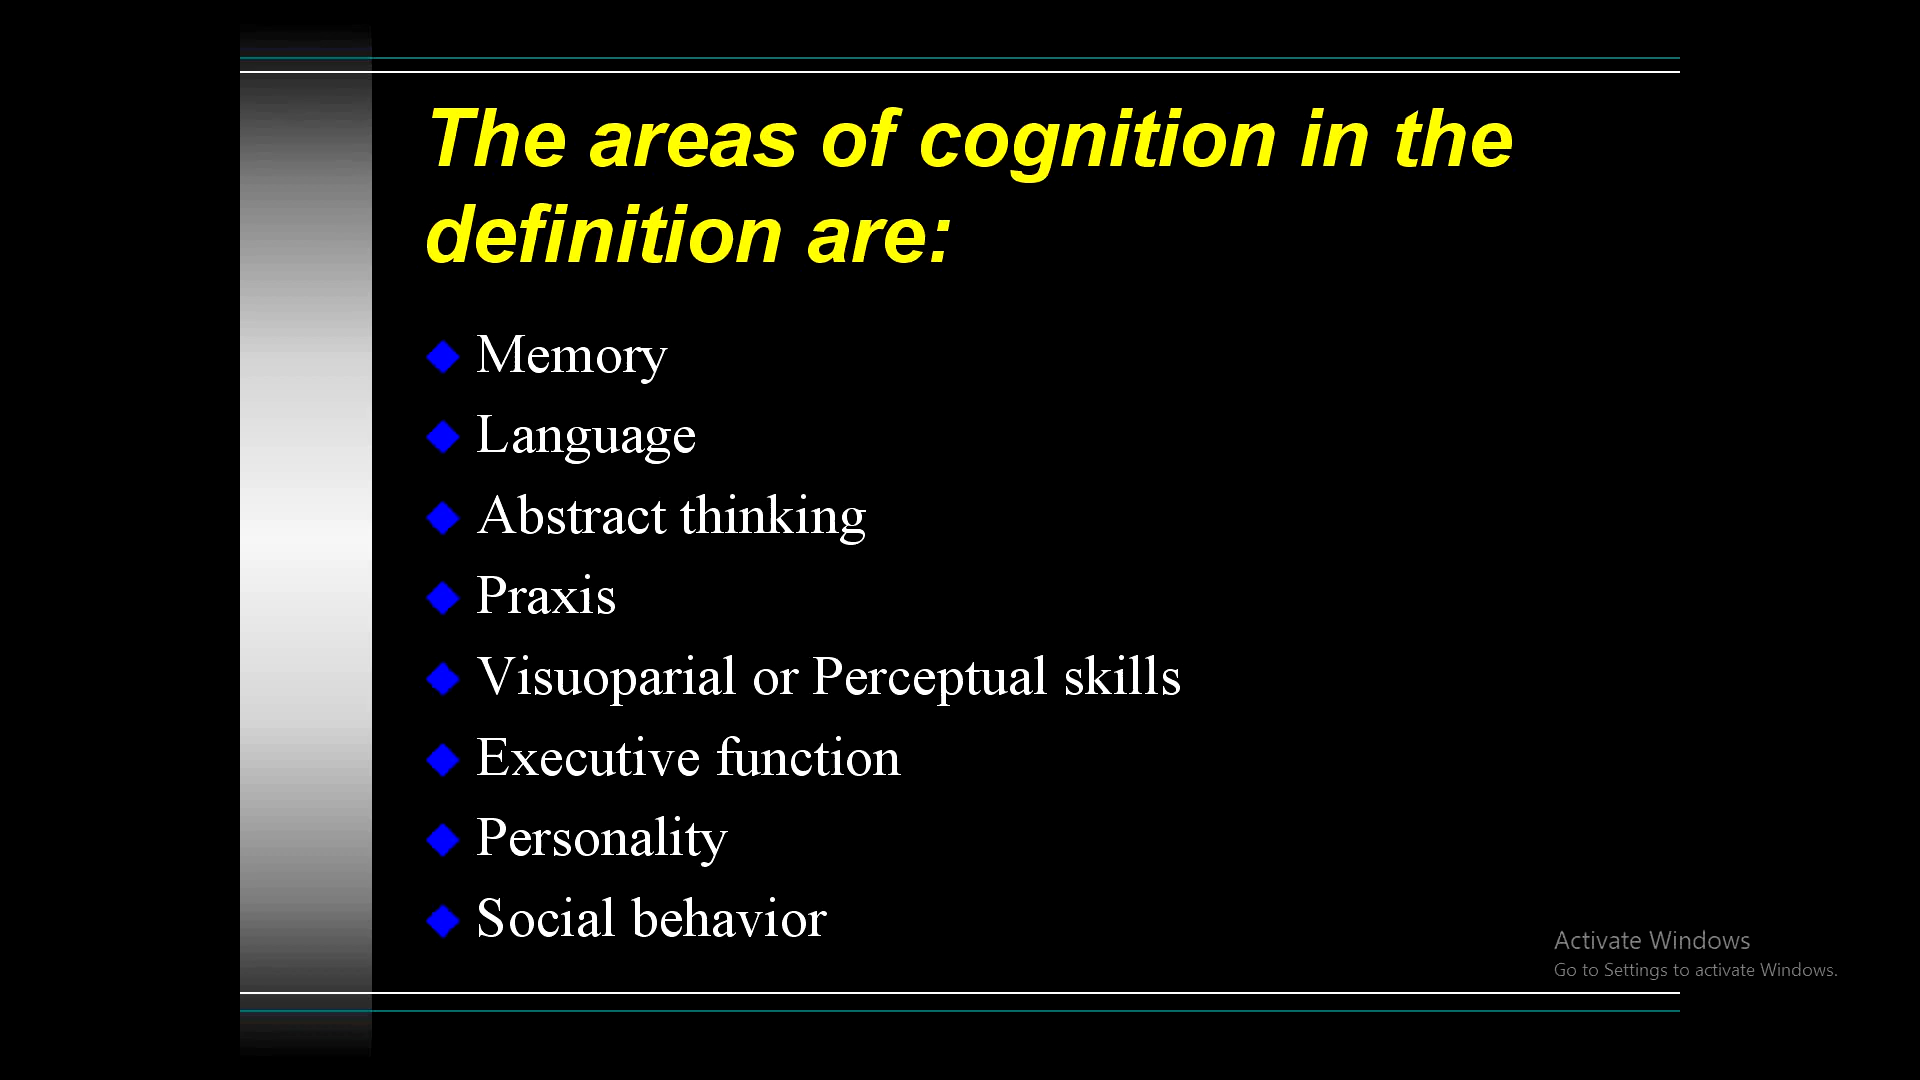 The areas of cognition in the
definition are:
Memory
Language
Abstract thinking
Praxis
Visuoparial or Perceptual skills
Executive function
Personality
Social behavior
Activate Windows
Go to Settings to activate Windows.